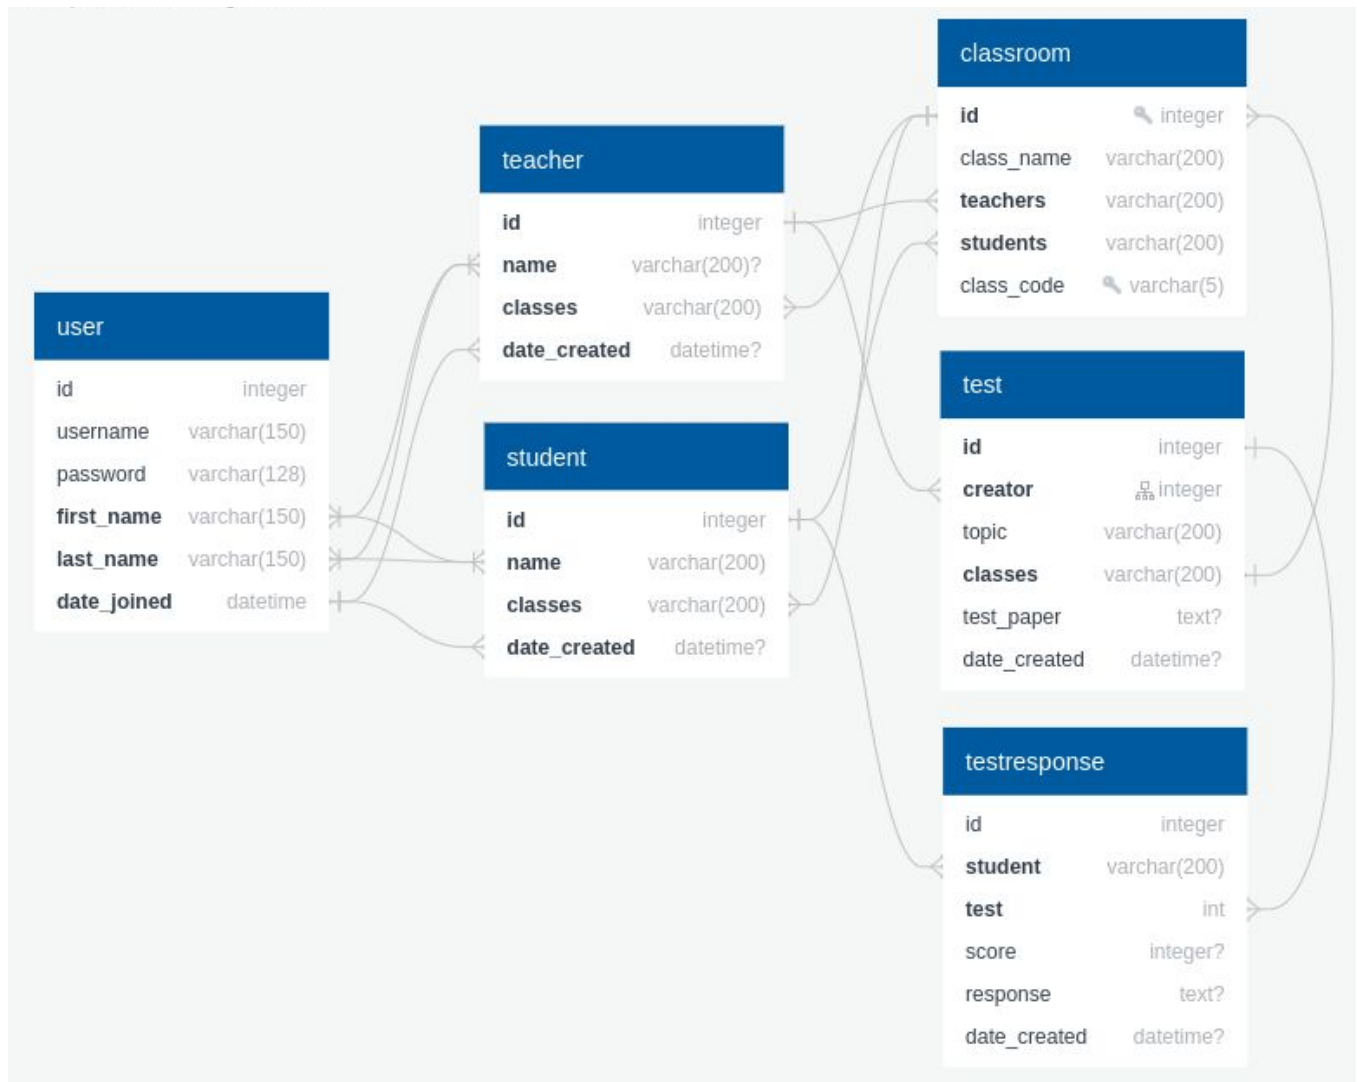 user
id integer
username varchar(150)
password varchar(128)
first_name varchar(150)
last_name varchar(150)
date_joined datetime
teacher
id integer
name varchar(200)?
classes varchar(200)
date_created datetime?
student
id integer
name varchar(200)
classes varchar(200)
date_created datetime?
classroom
id integer
class_name varchar(200)
teachers varchar(200)
students varchar(200)
class_code varchar(5)
test
id integer
creator integer
topic varchar(200)
classes varchar(200)
test_paper text?
date_created datetime?
testresponse
id integer
student varchar(200)
test int
score integer?
response text?
date_created datetime?